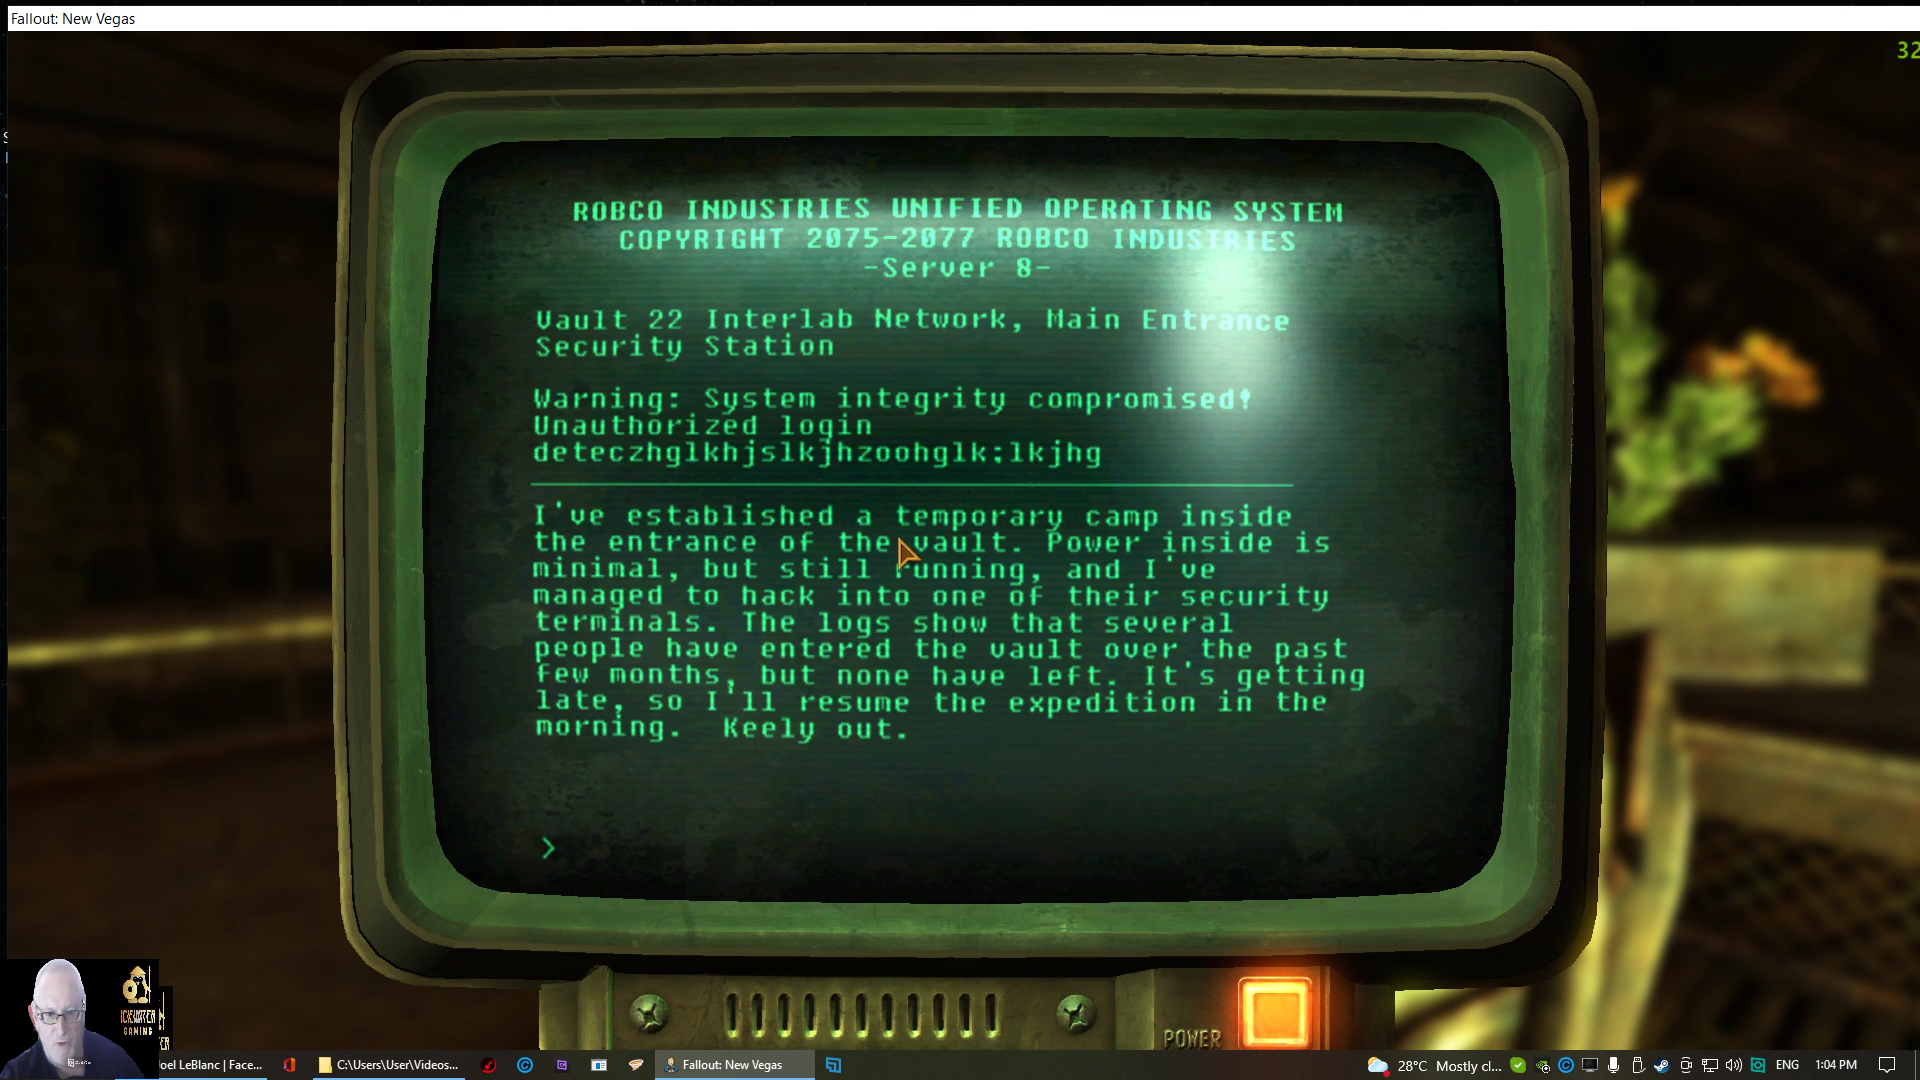 Fallout: New Vegas
32
ROBCO INDUSTRIES UNIFIED OPERATING SYSTEM
COPYRIGHT 2075-2077 ROBCO INDUSTRIES
-Server 8-
Vault 22 Interlab Network, Main Entrance
Security Station
Warning: System integrity compromised!
Unauthorized login
deteczhglkhjslkjhzoohglk;lkjhg
I've established a temporary camp inside
the entrance of the vault. Power inside is
minimal, but still running, and I've
managed to hack into one of their security
terminals. The logs show that several
people have entered the vault over the past
few months, but none have left. It's getting
late, so I'll resume the expedition in the
morning.  Keely out.
>
POWER
GAMING
oel LeBlanc | Face...
C:\Users\User\Videos...
Fallout: New Vegas
28°C Mostly cl...
ENG
1:04 PM